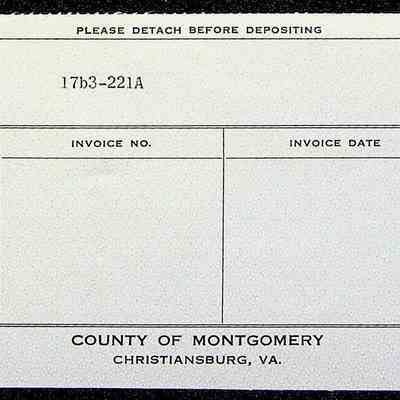 PLEASE DETACH BEFORE DEPOSITING
17b3-221A
INVOICE NO. INVOICE DATE
COUNTY OF MONTGOMERY
CHRISTIANSBURG, VA.